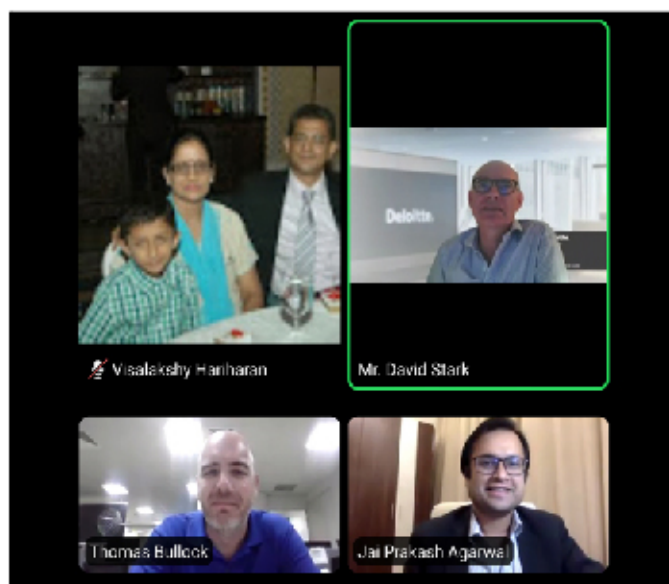 Deloitte.
Visalakshy Hariharan
Mr. David Stark
Thomas Bullock
Jai Prakash Agarwal